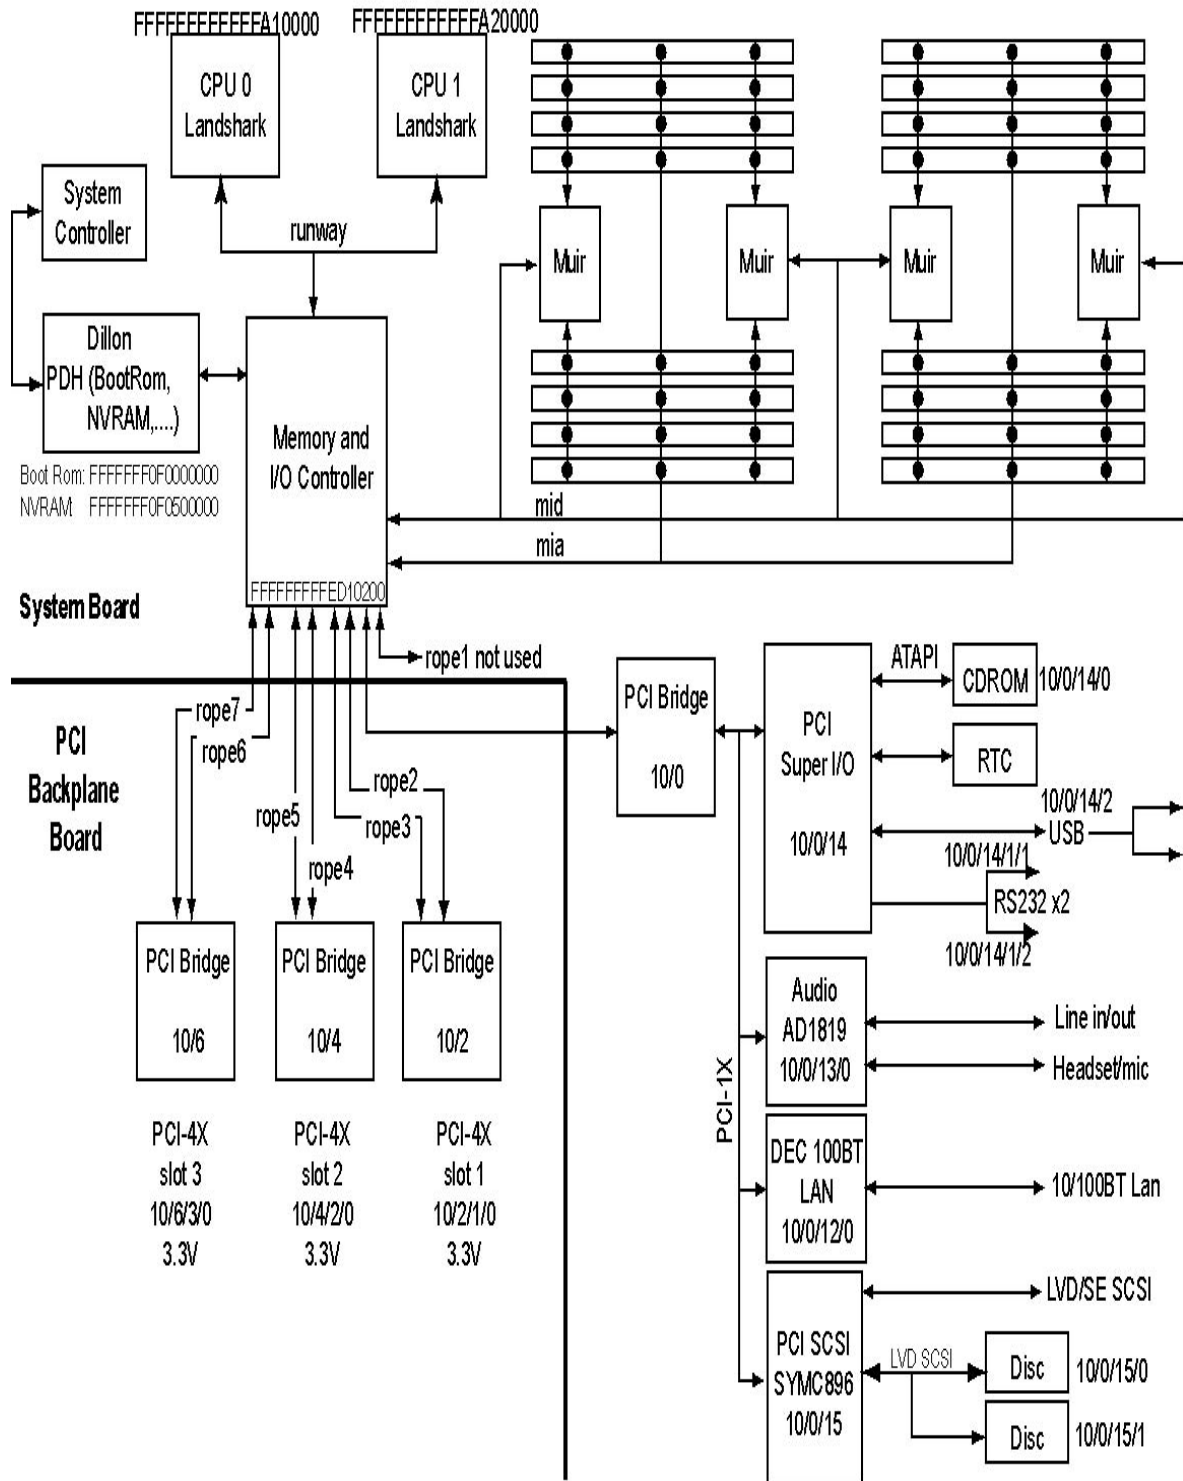 FFFFFFFFFFFFA10000
FFFFFFFFFFFFA20000
CPU 0
Landshark
CPU 1
Landshark
System
Controller
runway
Muir
Muir
Muir
Muir
Dillon
PDH (BootRom,
NVRAM,....)
Boot Rom: FFFFFFF0F0000000
NVRAM: FFFFFFF0F0500000
Memory and
I/O Controller
mid
mia
FFFFFFFFFED10200
System Board
rope1 not used
PCI
Backplane
Board
rope7
rope6
rope5
rope4
rope2
rope3
PCI Bridge
10/6
PCI Bridge
10/4
PCI Bridge
10/2
PCI-4X
slot 3
10/6/3/0
3.3V
PCI-4X
slot 2
10/4/2/0
3.3V
PCI-4X
slot 1
10/2/1/0
3.3V
PCI Bridge
10/0
PCI
Super I/O
10/0/14
ATAPI
CDROM
10/0/14/0
RTC
10/0/14/2
USB
10/0/14/1/1
RS232 x2
10/0/14/1/2
PCI-1X
Audio
AD1819
10/0/13/0
Line in/out
Headset/mic
DEC 100BT
LAN
10/0/12/0
10/100BT Lan
PCI SCSI
SYMC896
10/0/15
LVD/SE SCSI
LVD SCSI
Disc
10/0/15/0
Disc
10/0/15/1